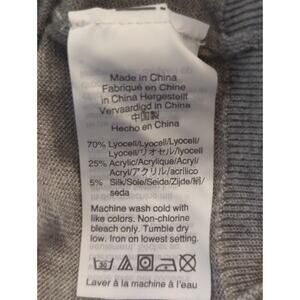 Made in China
Fabriqué en Chine
in China Hergestellt
Vervaardigd in China
中国製
Hecho en China
70% Lyocell/Lyocell/Lyocell/
Lyocell/リオセル/lyocell
25% Acrylic/Acrylique/Acryl/
Acryl/アクリル/acrílico
5% Silk/Soie/Seide/Zijde/絹/
seda
Machine wash cold with
like colors. Non-chlorine
bleach only. Tumble dry
low. Iron on lowest setting.
30
Laver à la machine à l'eau